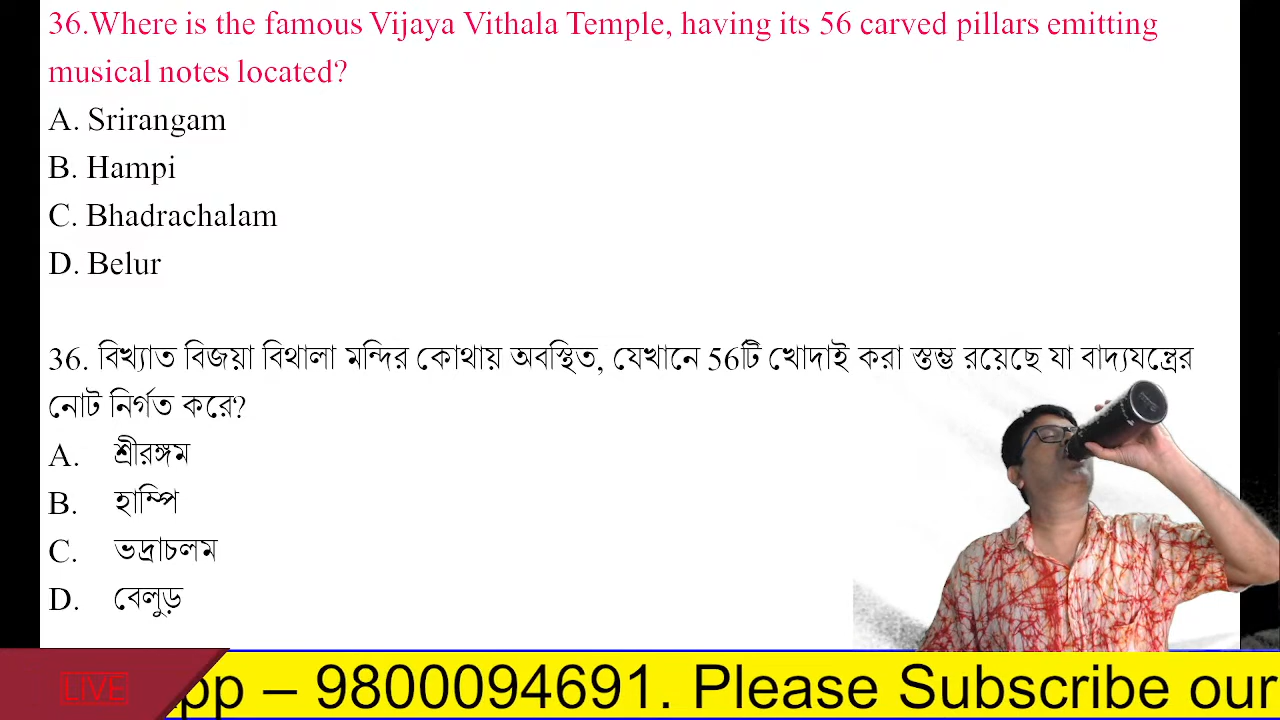 36.Where is the famous Vijaya Vithala Temple, having its 56 carved pillars emitting
musical notes located?
A. Srirangam
B. Hampi
C. Bhadrachalam
D. Belur
36. বিখ্যাত বিজয়া বিথালা মন্দির কোথায় অবস্থিত, যেখানে 56টি খোদাই করা স্তম্ভ রয়েছে যা বাদ্যযন্ত্রের
নোট নির্গত করে?
A. শ্রীরঙ্গম
B. হাম্পি
C. ভদ্রাচলম
D. বেলুড়
LIVE
pp – 9800094691. Please Subscribe our